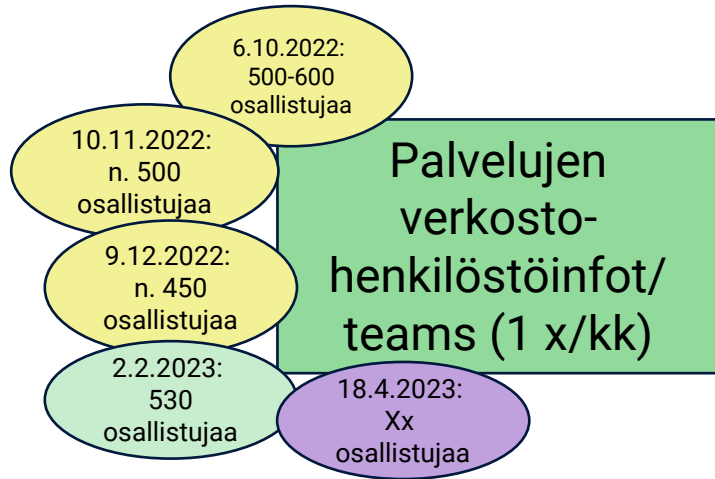 6.10.2022:
500-600
osallistujaa
10.11.2022:
n. 500
osallistujaa
9.12.2022:
n. 450
osallistujaa
2.2.2023:
530
osallistujaa
18.4.2023:
Xx
osallistujaa
Palvelujen
verkosto-
henkilöstöinfot/
teams (1 x/kk)